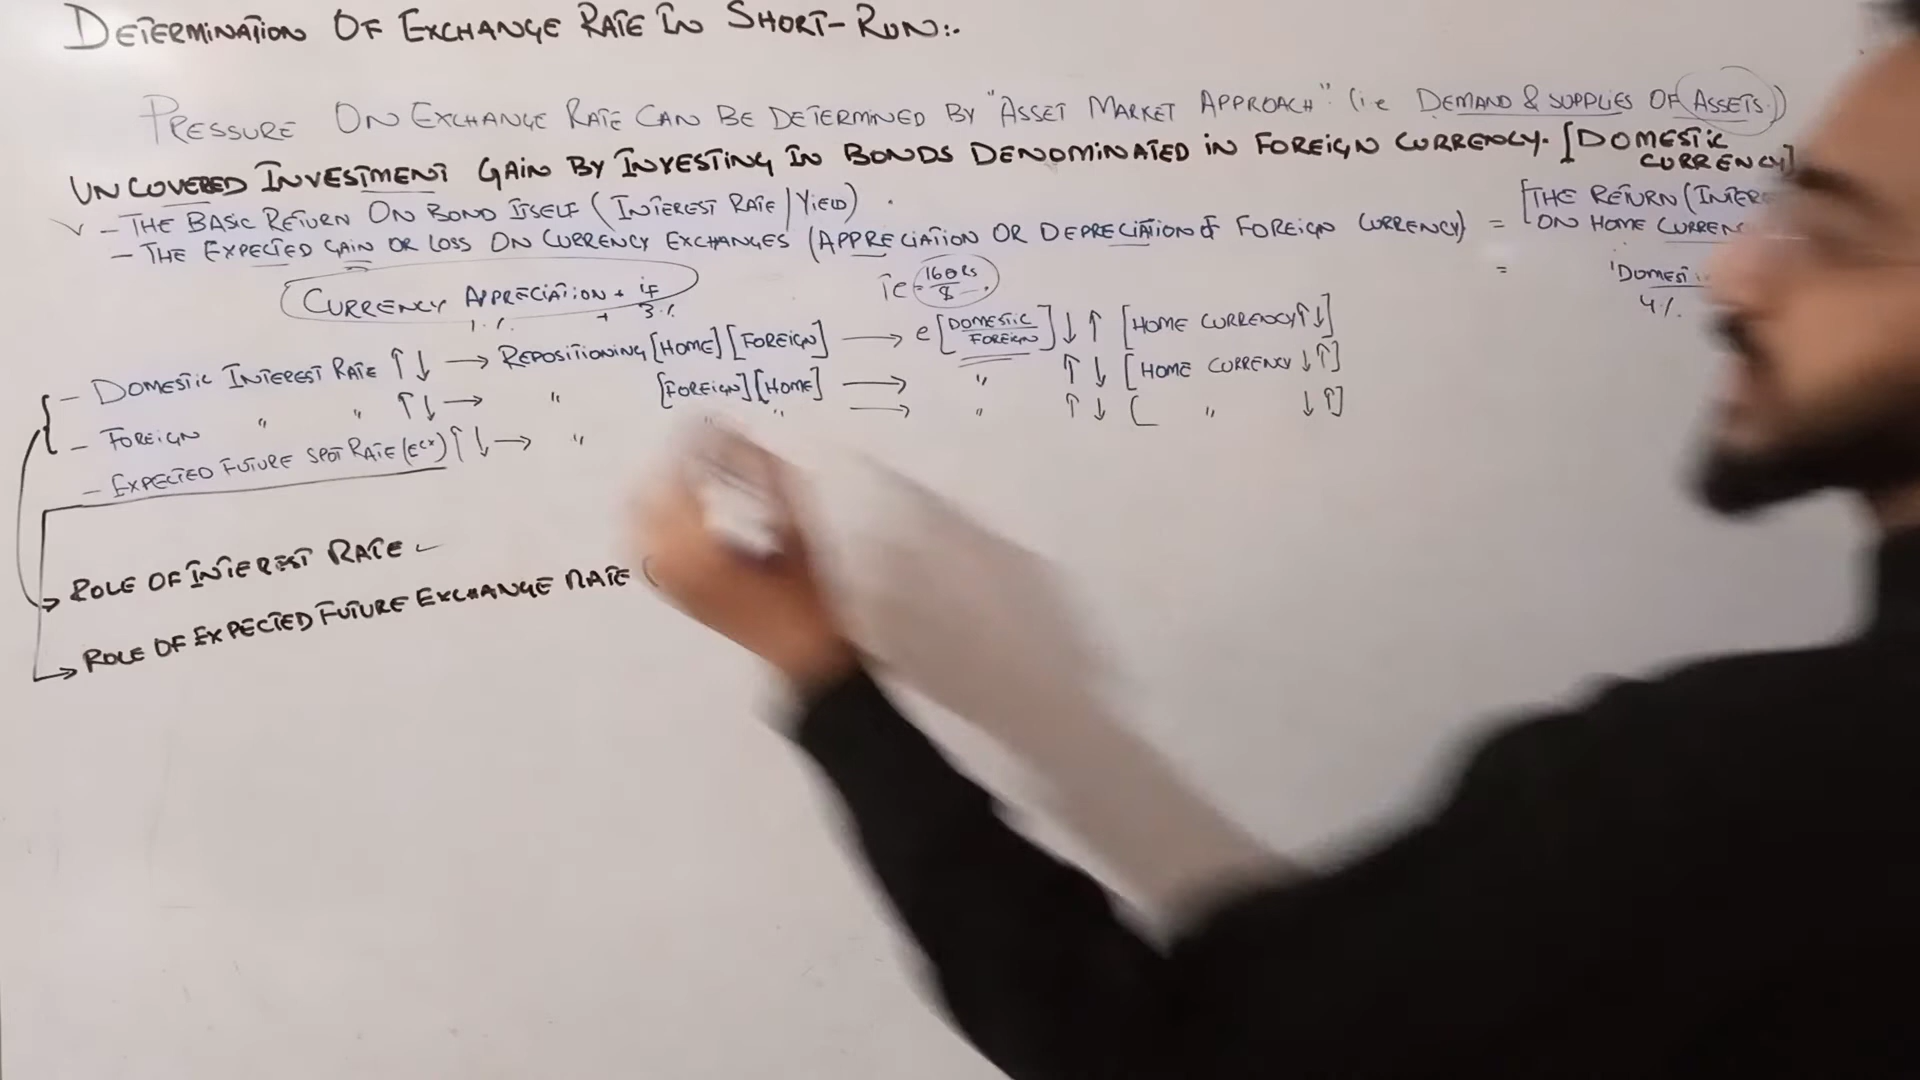 DETERMINATION OF EXCHANGE RATE IN SHORT-RUN:.
PRESSURE ON EXCHANGE RATE CAN BE DETERMINED BY "ASSET MARKET APPROACH" (i.e DEMAND & SUPPLIES OF ASSETS.)
UNCOVERED INVESTMENT GAIN BY INVESTING IN BONDS DENOMINATED IN FOREIGN CURRENCY. [DOMESTIC CURRENCY]
- THE BASIC RETURN ON BOND ITSELF (INTEREST RATE/YIELD).
- THE EXPECTED GAIN OR LOSS ON CURRENCY EXCHANGES (APPRECIATION OR DEPRECIATION OF FOREIGN CURRENCY) = [THE RETURN (INTERE
ON HOME CURREN
CURRENCY APPRECIATION + if
1 % + 3 %
ie = 160Rs/$
= 'DOMESTI
4 %.
- DOMESTIC INTEREST RATE ↑ ↓ → REPOSITIONING [HOME] [FOREIGN] → e [DOMESTIC/FOREIGN] ↓ ↑ [HOME CURRENCY ↑ ↓]
- FOREIGN " " ↑ ↓ → " [FOREIGN] [HOME] → " ↑ ↓ [HOME CURRENCY ↓ ↑]
- EXPECTED FUTURE SPOT RATE (Eex) ↑ ↓ → " " " → " ↑ ↓ [ " ↓ ↑]
→ ROLE OF INTEREST RATE
→ ROLE OF EXPECTED FUTURE EXCHANGE RATE (